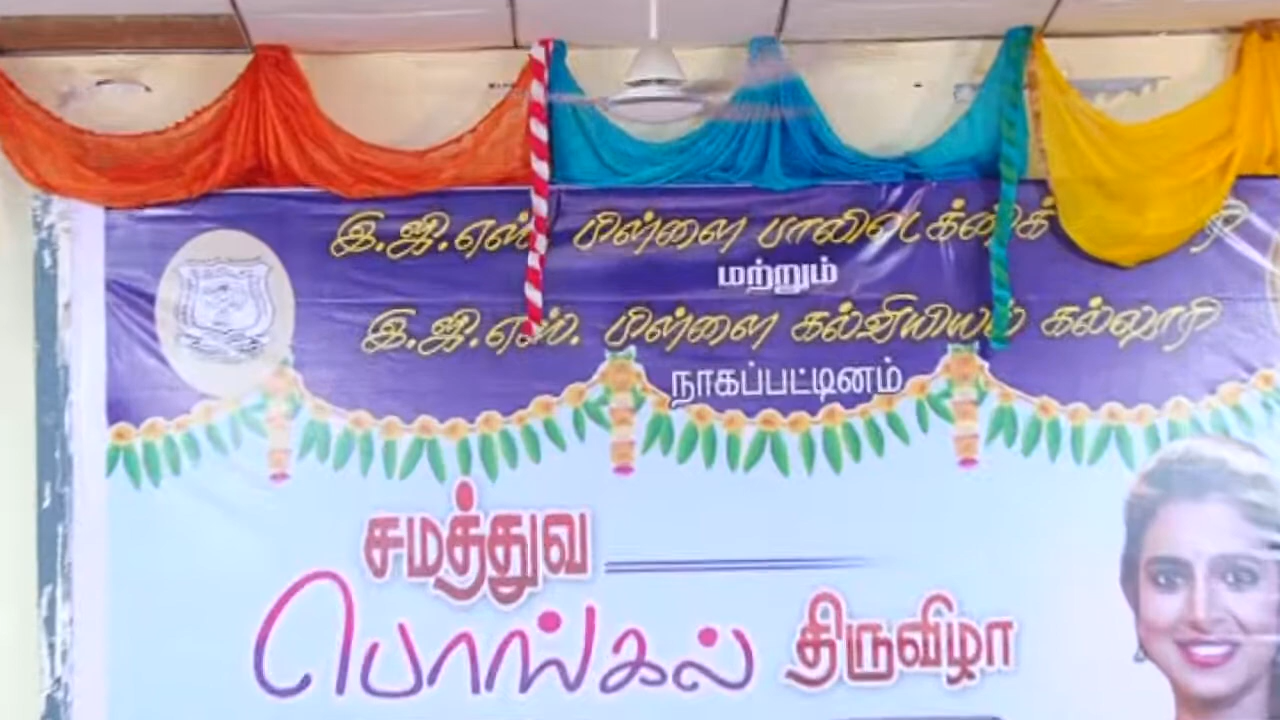 இ.ஜி.எஸ் பிள்ளை பாலிடெக்னிக்
மற்றும்
இ.ஜி.எஸ். பிள்ளை கல்வியியல் கல்லூரி
நாகப்பட்டினம்
சமத்துவ
பொங்கல் திருவிழா